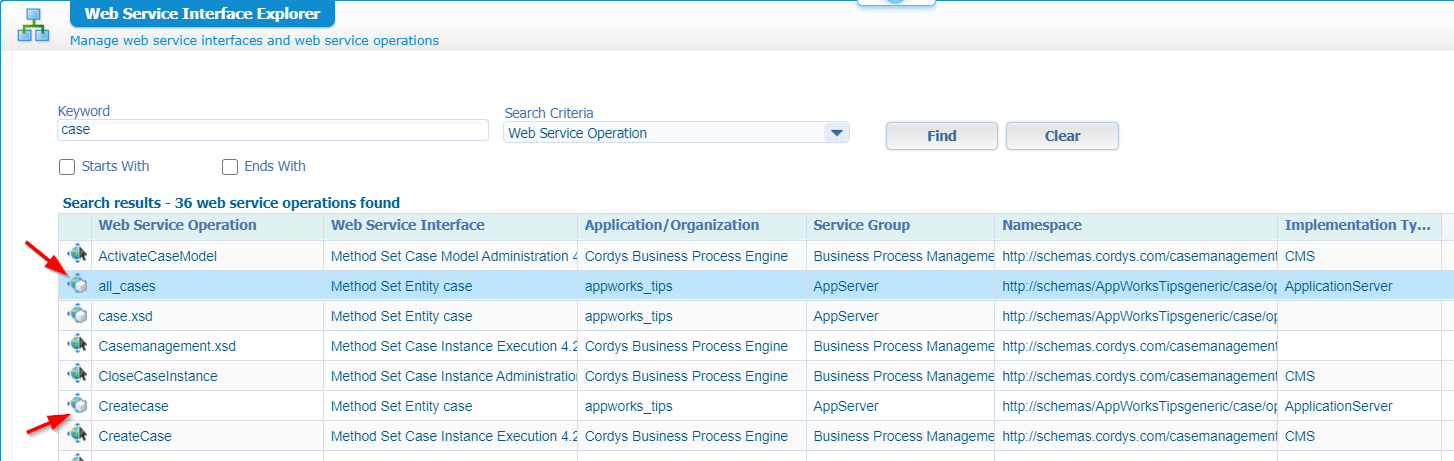 Web Service Interface Explorer
Manage web service interfaces and web service operations
Keyword
Search Criteria
case
Web Service Operation
Find
Clear
Starts With
Ends With
Search results - 36 web service operations found
Web Service Operation Web Service Interface Application/Organization Service Group Namespace Implementation Ty...
ActivateCaseModel Method Set Case Model Administration 4 Cordys Business Process Engine Business Process Manageme http://schemas.cordys.com/casemanagement CMS
all_cases Method Set Entity case appworks_tips AppServer http://schemas/AppWorksTipsgeneric/case/op ApplicationServer
case.xsd Method Set Entity case appworks_tips AppServer http://schemas/AppWorksTipsgeneric/case/op
Casemanagement.xsd Method Set Case Instance Execution 4.2 Cordys Business Process Engine Business Process Manageme http://schemas.cordys.com/casemanagement
CloseCaseInstance Method Set Case Instance Administration Cordys Business Process Engine Business Process Manageme http://schemas.cordys.com/casemanagement CMS
Createcase Method Set Entity case appworks_tips AppServer http://schemas/AppWorksTipsgeneric/case/op ApplicationServer
CreateCase Method Set Case Instance Execution 4.2 Cordys Business Process Engine Business Process Manageme http://schemas.cordys.com/casemanagement CMS